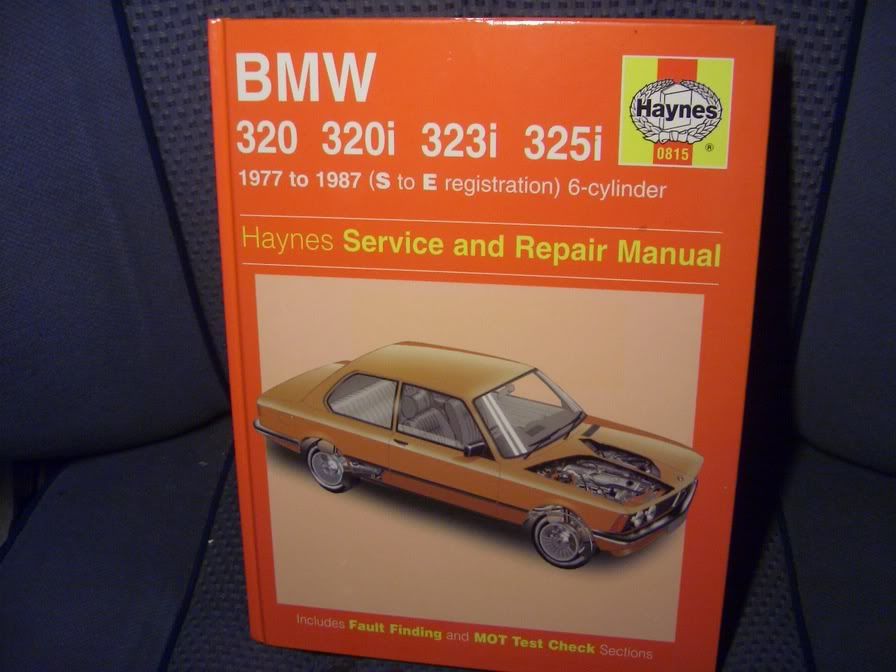 BMW
320 320i 323i 325i
1977 to 1987 (S to E registration) 6-cylinder
Haynes
0815
®
Haynes Service and Repair Manual
Includes Fault Finding and MOT Test Check Sections